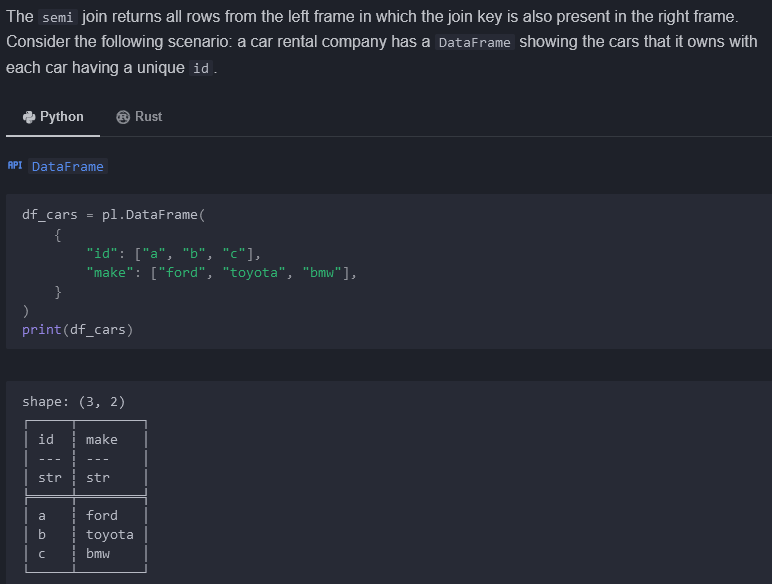 The semi join returns all rows from the left frame in which the join key is also present in the right frame.
Consider the following scenario: a car rental company has a DataFrame showing the cars that it owns with
each car having a unique id.
Python Rust
API DataFrame
df_cars = pl.DataFrame(
    {
        "id": ["a", "b", "c"],
        "make": ["ford", "toyota", "bmw"],
    }
)
print(df_cars)
shape: (3, 2)
┌─────┬────────┐
│ id  ┆ make   │
│ --- ┆ ---    │
│ str ┆ str    │
╞═════╪════════╡
│ a   ┆ ford   │
│ b   ┆ toyota │
│ c   ┆ bmw    │
└─────┴────────┘